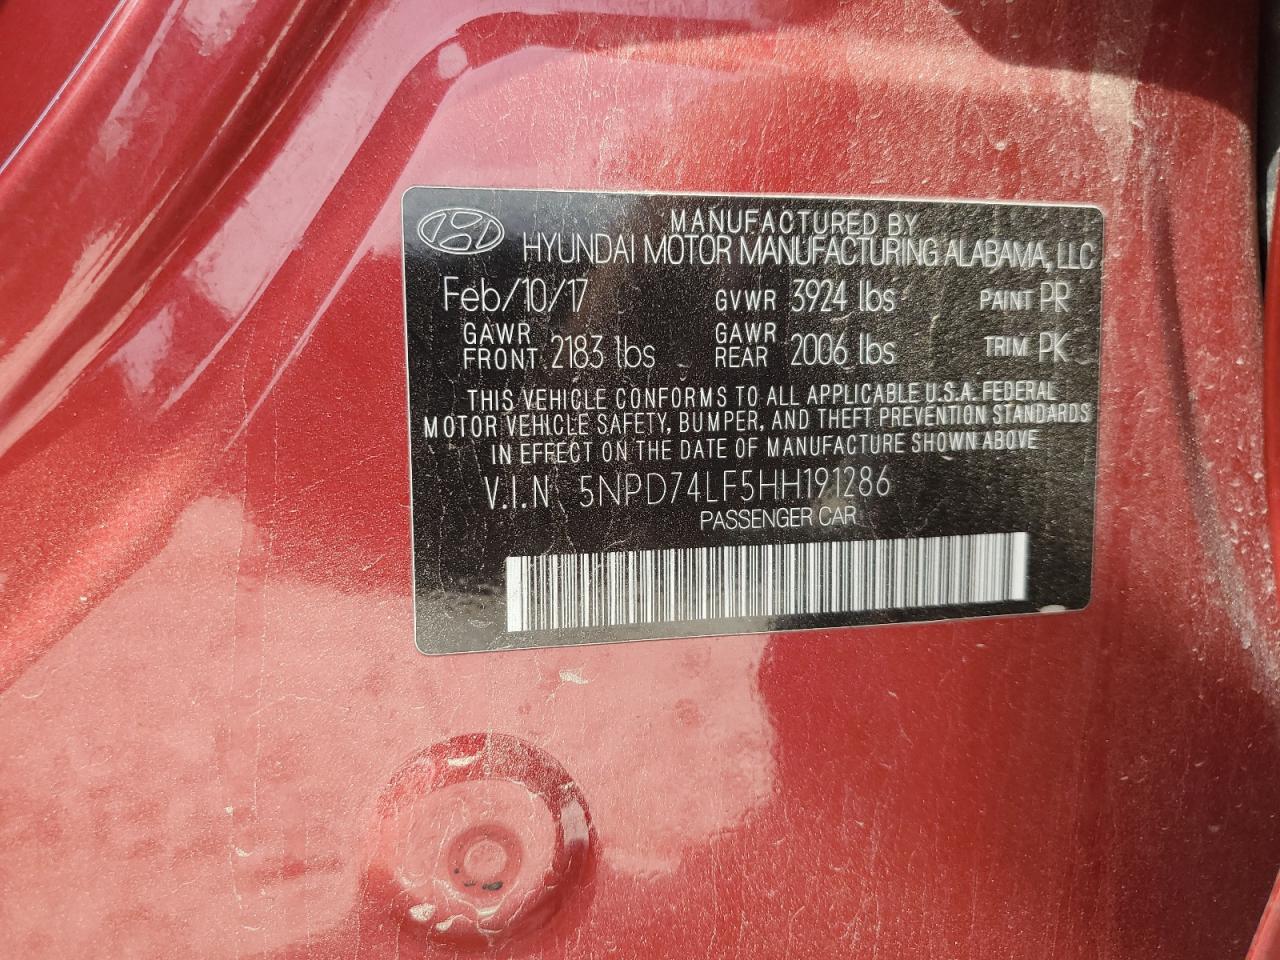 MANUFACTURED BY
HYUNDAI MOTOR MANUFACTURING ALABAMA, LLC
Feb/10/17 GVWR 3924 lbs PAINT PR
GAWR FRONT 2183 lbs GAWR REAR 2006 lbs TRIM PK
THIS VEHICLE CONFORMS TO ALL APPLICABLE U.S.A. FEDERAL
MOTOR VEHICLE SAFETY, BUMPER, AND THEFT PREVENTION STANDARDS
IN EFFECT ON THE DATE OF MANUFACTURE SHOWN ABOVE
V.I.N 5NPD74LF5HH191286
PASSENGER CAR